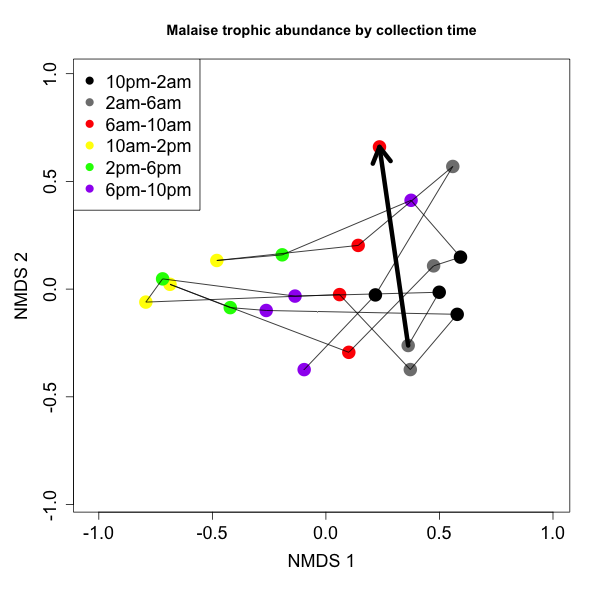 Malaise trophic abundance by collection time
10pm-2am
2am-6am
6am-10am
10am-2pm
2pm-6pm
6pm-10pm
1.0
0.5
0.0
-0.5
-1.0
NMDS 2
-1.0 -0.5 0.0 0.5 1.0
NMDS 1